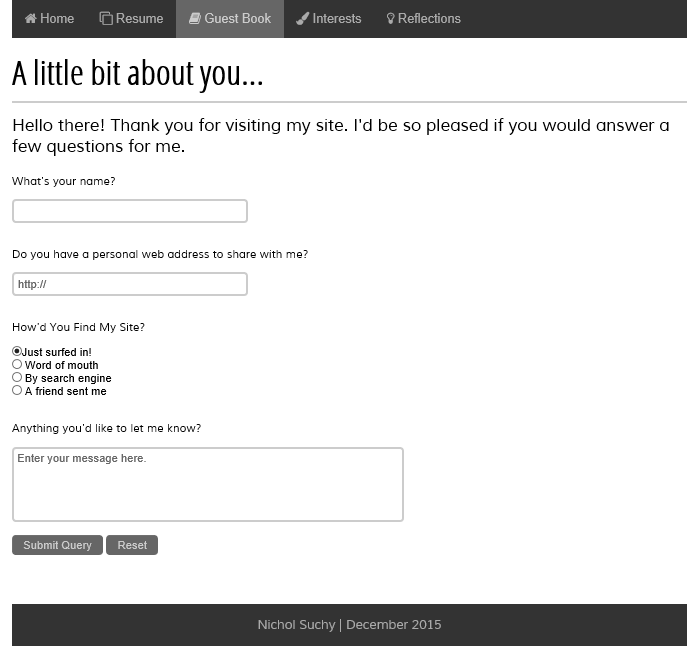 Home Resume Guest Book Interests Reflections
A little bit about you...
Hello there! Thank you for visiting my site. I'd be so pleased if you would answer a
few questions for me.
What's your name?
Do you have a personal web address to share with me?
http://
How'd You Find My Site?
Just surfed in!
Word of mouth
By search engine
A friend sent me
Anything you'd like to let me know?
Enter your message here.
Submit Query Reset
Nichol Suchy | December 2015